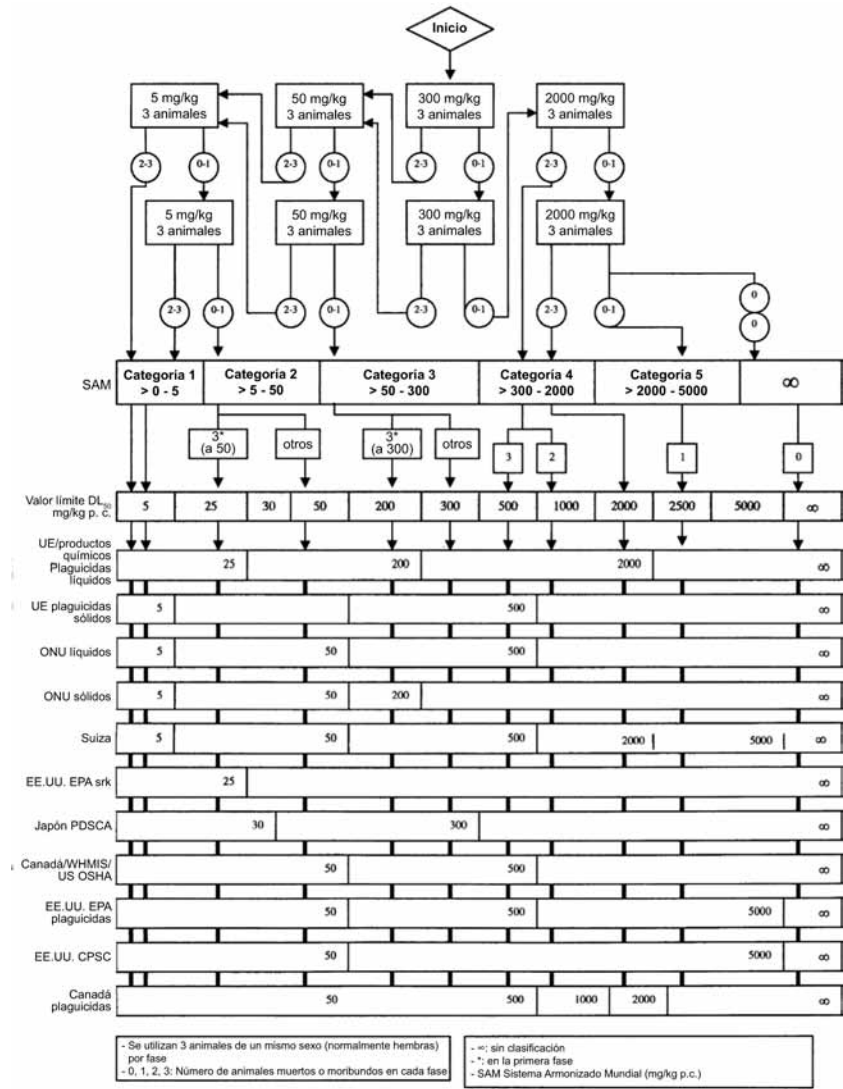 Inicio
5 mg/kg
3 animales
50 mg/kg
3 animales
300 mg/kg
3 animales
2000 mg/kg
3 animales
2-3
0-1
2-3
0-1
2-3
0-1
2-3
0-1
5 mg/kg
3 animales
50 mg/kg
3 animales
300 mg/kg
3 animales
2000 mg/kg
3 animales
2-3
0-1
2-3
0-1
2-3
0-1
2-3
0-1
0
0
SAM
Categoría 1
> 0 - 5
Categoría 2
> 5 - 50
Categoría 3
> 50 - 300
Categoría 4
> 300 - 2000
Categoría 5
> 2000 - 5000
∞
3*
(a 50)
otros
3*
(a 300)
otros
3
2
1
0
Valor límite DL50
mg/kg p. c.
5 25 30 50 200 300 500 1000 2000 2500 5000 ∞
UE/productos
químicos
Plaguicidas
líquidos
25 200 2000 ∞
UE plaguicidas
sólidos
5 500 ∞
ONU líquidos
5 50 500 ∞
ONU sólidos
5 50 200 ∞
Suiza
5 50 500 2000 5000 ∞
EE.UU. EPA srk
25 ∞
Japón PDSCA
30 300 ∞
Canadá/WHMIS/
US OSHA
50 500 ∞
EE.UU. EPA
plaguicidas
50 500 5000 ∞
EE.UU. CPSC
50 5000 ∞
Canadá
plaguicidas
50 500 1000 2000 ∞
- Se utilizan 3 animales de un mismo sexo (normalmente hembras)
por fase
- 0, 1, 2, 3: Número de animales muertos o moribundos en cada fase
- ∞: sin clasificación
- *: en la primera fase
- SAM Sistema Armonizado Mundial (mg/kg p.c.)